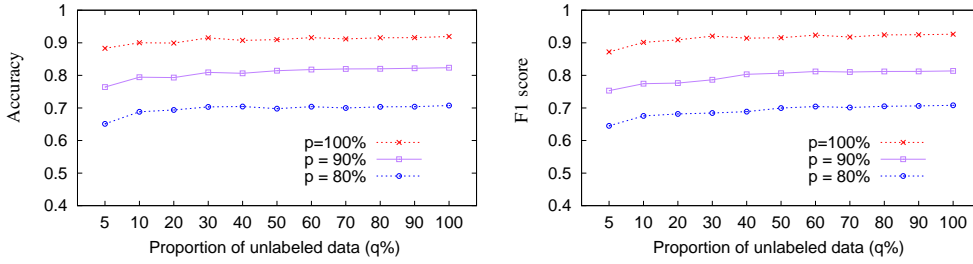 1
0.9
0.8
0.7
0.6
0.5
0.4
Accuracy
p=100%
p = 90%
p = 80%
5 10 20 30 40 50 60 70 80 90 100
Proportion of unlabeled data (q%)
1
0.9
0.8
0.7
0.6
0.5
0.4
F1 score
p=100%
p = 90%
p = 80%
5 10 20 30 40 50 60 70 80 90 100
Proportion of unlabeled data (q%)